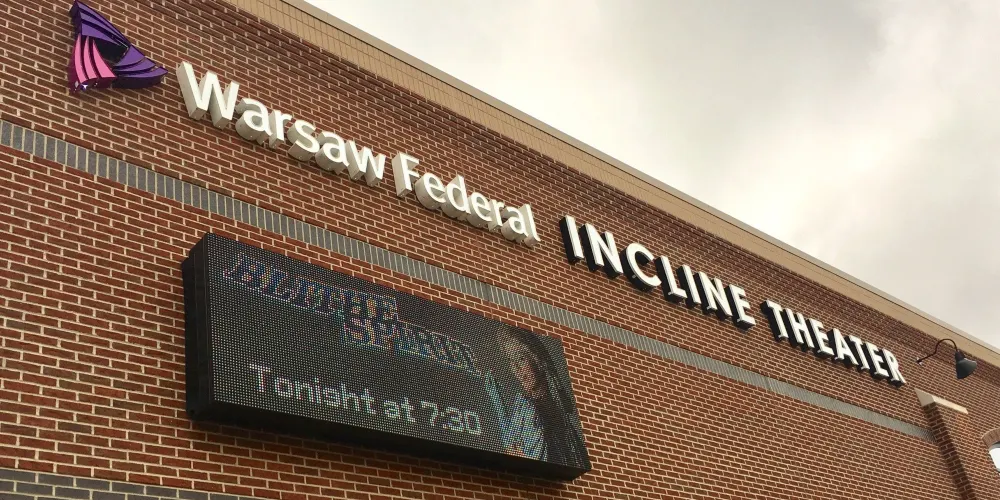 Warsaw Federal INCLINE THEATER
BLITHE
SPIRIT
Tonight at 7:30